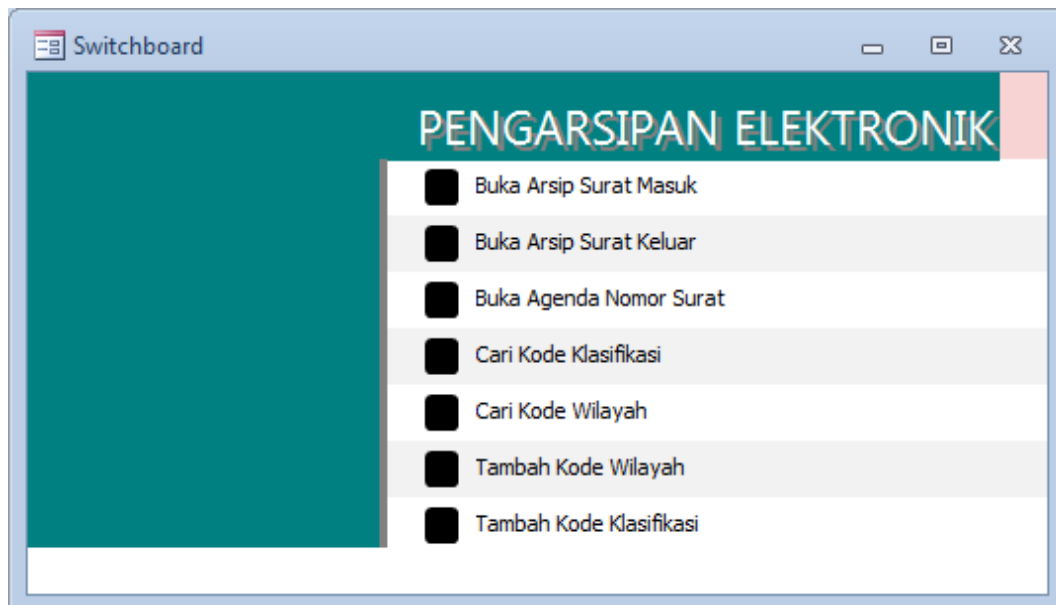 Switchboard
PENGARSIPAN ELEKTRONIK
Buka Arsip Surat Masuk
Buka Arsip Surat Keluar
Buka Agenda Nomor Surat
Cari Kode Klasifikasi
Cari Kode Wilayah
Tambah Kode Wilayah
Tambah Kode Klasifikasi